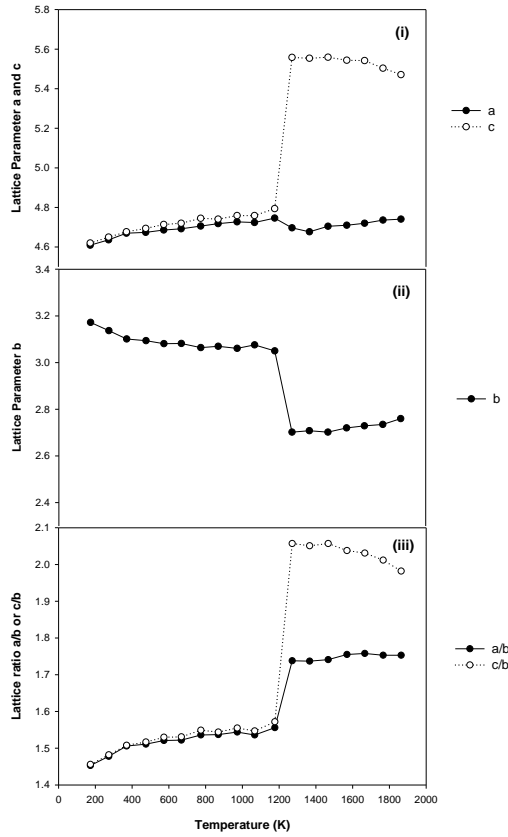 5.8
(i)
5.6
5.4
5.2
5.0
4.8
4.6
Lattice Parameter a and c
a
c
3.4
(ii)
3.2
3.0
2.8
2.6
2.4
Lattice Parameter b
b
2.1
(iii)
2.0
1.9
1.8
1.7
1.6
1.5
1.4
Lattice ratio a/b or c/b
a/b
c/b
0 200 400 600 800 1000 1200 1400 1600 1800 2000
Temperature (K)